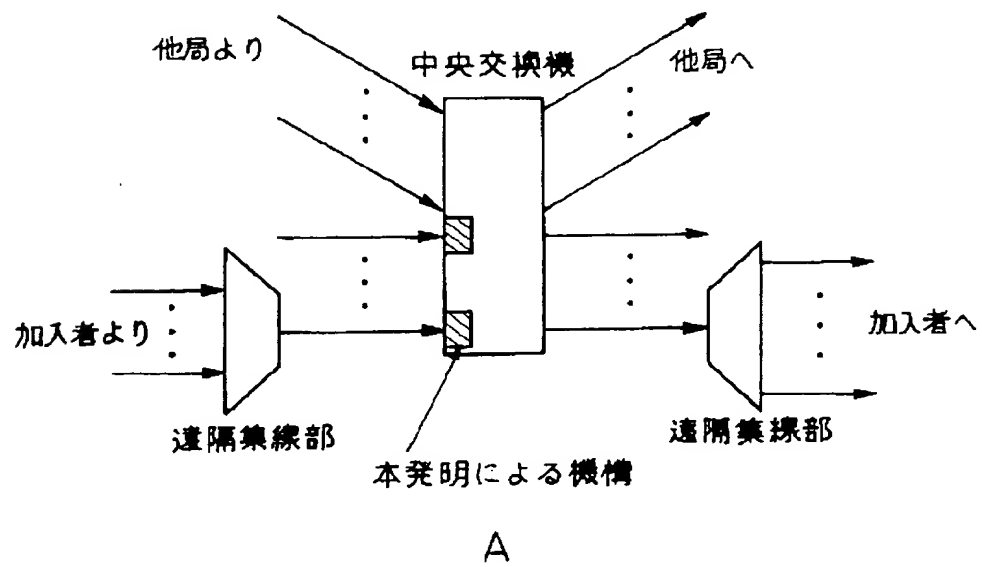 他局より
中央交換機
他局へ
加入者より
加入者へ
遠隔集線部
遠隔集線部
本発明による機構
A